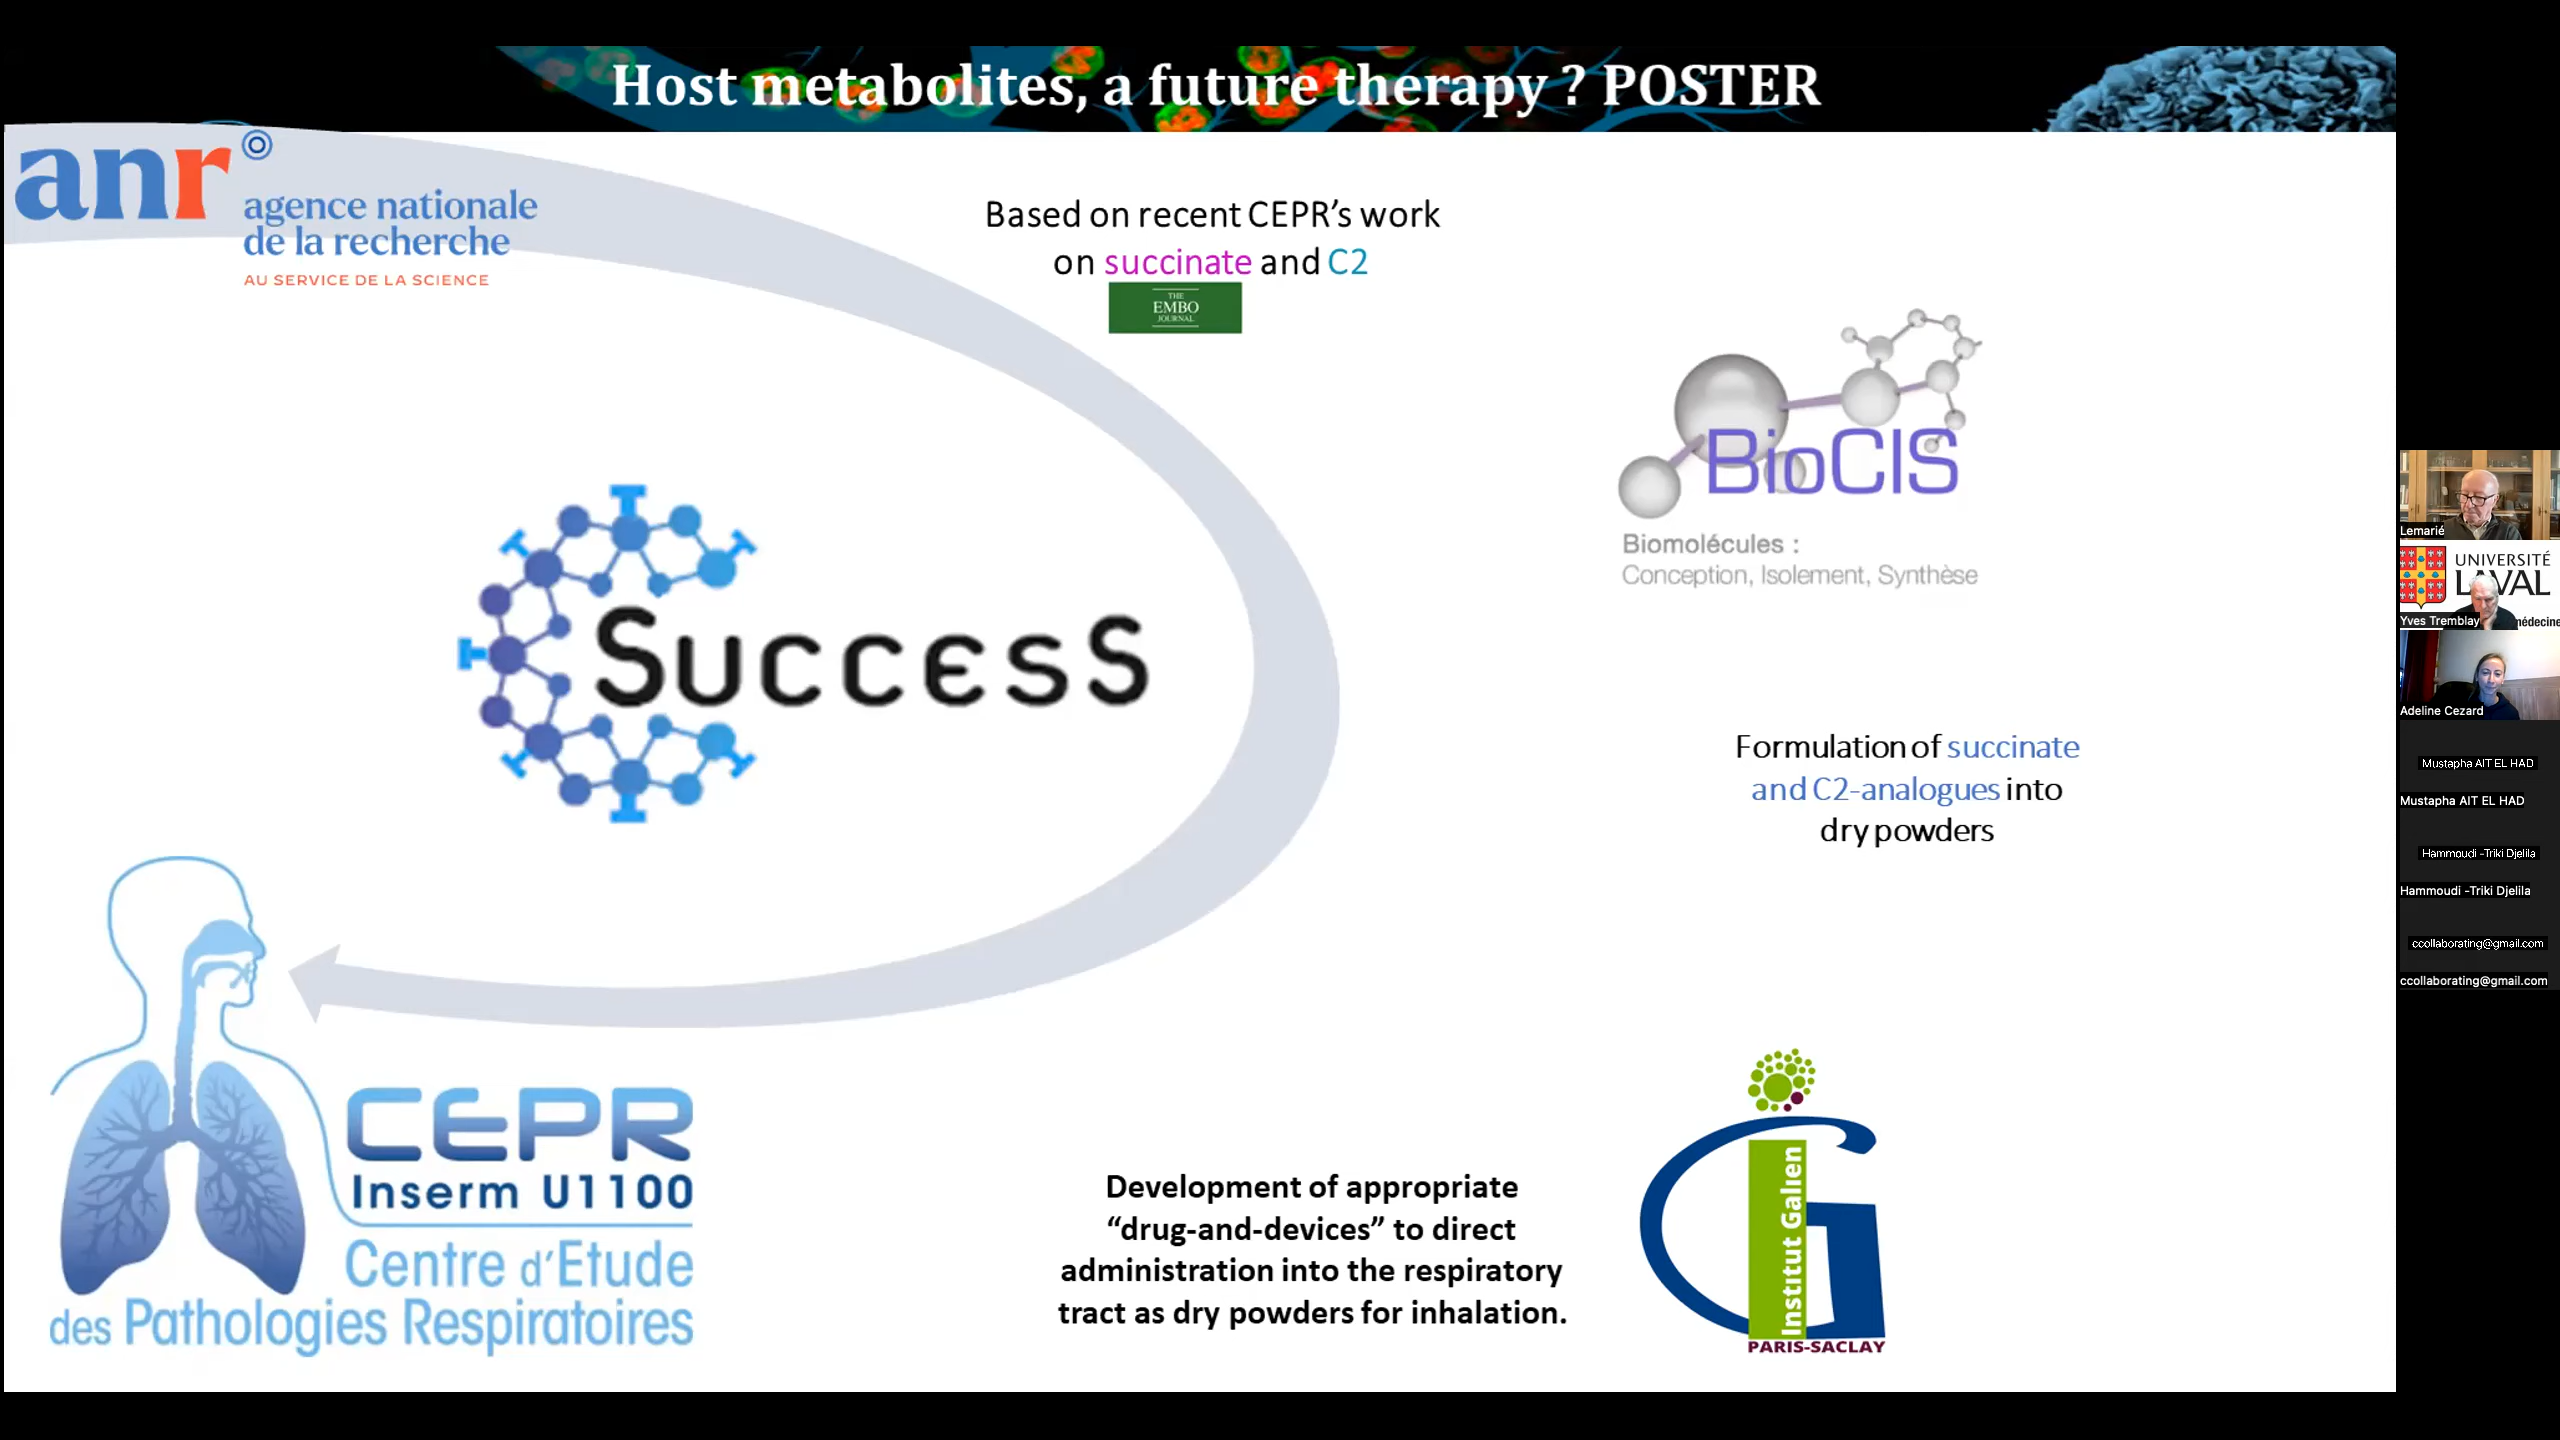 Host metabolites, a future therapy ? POSTER
anr
agence nationale
de la recherche
AU SERVICE DE LA SCIENCE
Based on recent CEPR’s work
on succinate and C2
THE
EMBO
JOURNAL
BioCIS
Biomolécules :
Conception, Isolement, Synthèse
SuccesS
Formulation of succinate
and C2-analogues into
dry powders
CEPR
Inserm U1100
Centre d’Etude
des Pathologies Respiratoires
Development of appropriate
“drug-and-devices” to direct
administration into the respiratory
tract as dry powders for inhalation.
Institut Galien
PARIS-SACLAY
Lemarié
UNIVERSITÉ
LAVAL
Yves Tremblay
médecine
Adeline Cezard
Mustapha AIT EL HAD
Mustapha AIT EL HAD
Hammoudi -Triki Djelila
Hammoudi -Triki Djelila
ccollaborating@gmail.com
ccollaborating@gmail.com